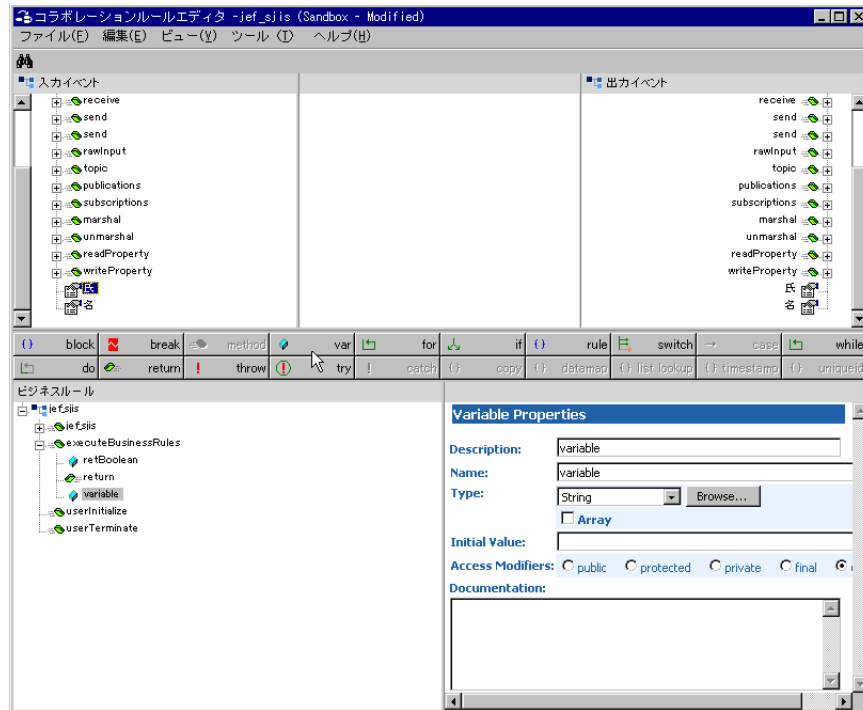 コラボレーションルールエディタ -jef_sjis (Sandbox - Modified)
ファイル(F) 編集(E) ビュー(V) ツール (T) ヘルプ(H)
入力イベント
receive
send
send
rawInput
topic
publications
subscriptions
marshal
unmarshal
readProperty
writeProperty
氏
名
出力イベント
receive
send
send
rawInput
topic
publications
subscriptions
marshal
unmarshal
readProperty
writeProperty
氏
名
{} block break method var for if {} rule switch → case while
do return ! throw ! try ! catch {} copy {} datamap {} list lookup {} timestamp {} uniqueid
ビジネスルール
jef_sjis
jef_sjis
executeBusinessRules
retBoolean
return
variable
userInitialize
userTerminate
Variable Properties
Description: variable
Name: variable
Type: String Browse...
Array
Initial Value:
Access Modifiers: public protected private final
Documentation: